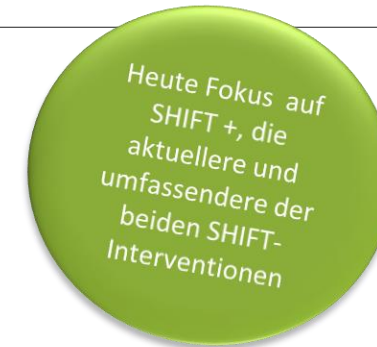 Heute Fokus auf
SHIFT +, die
aktuellere und
umfassendere der
beiden SHIFT-
Interventionen